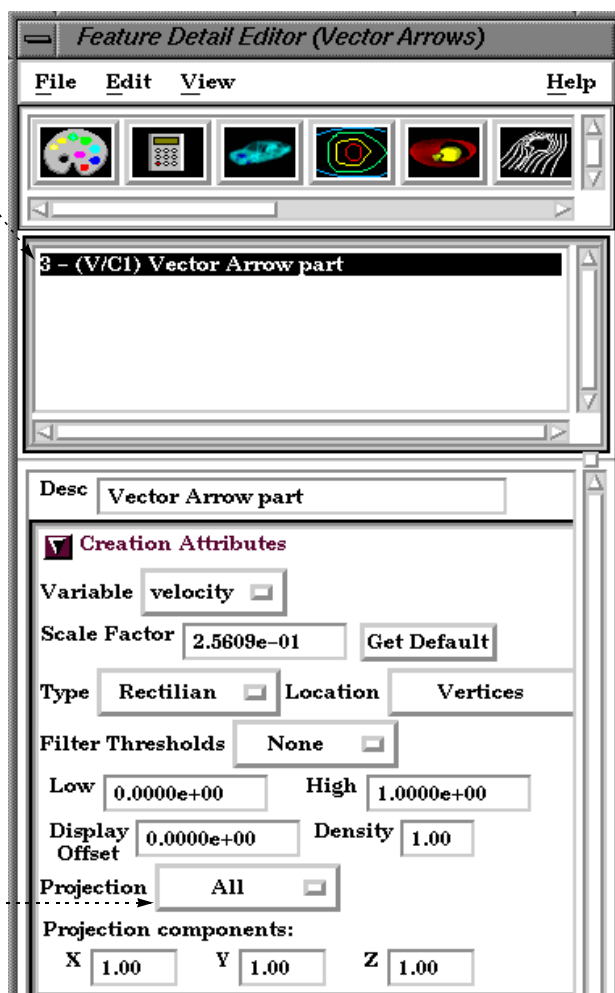 Feature Detail Editor (Vector Arrows)
File Edit View Help
3 – (V/C1) Vector Arrow part
Desc Vector Arrow part
Creation Attributes
Variable velocity
Scale Factor 2.5609e–01 Get Default
Type Rectilian Location Vertices
Filter Thresholds None
Low 0.0000e+00 High 1.0000e+00
Display Offset 0.0000e+00 Density 1.00
Projection All
Projection components:
X 1.00 Y 1.00 Z 1.00